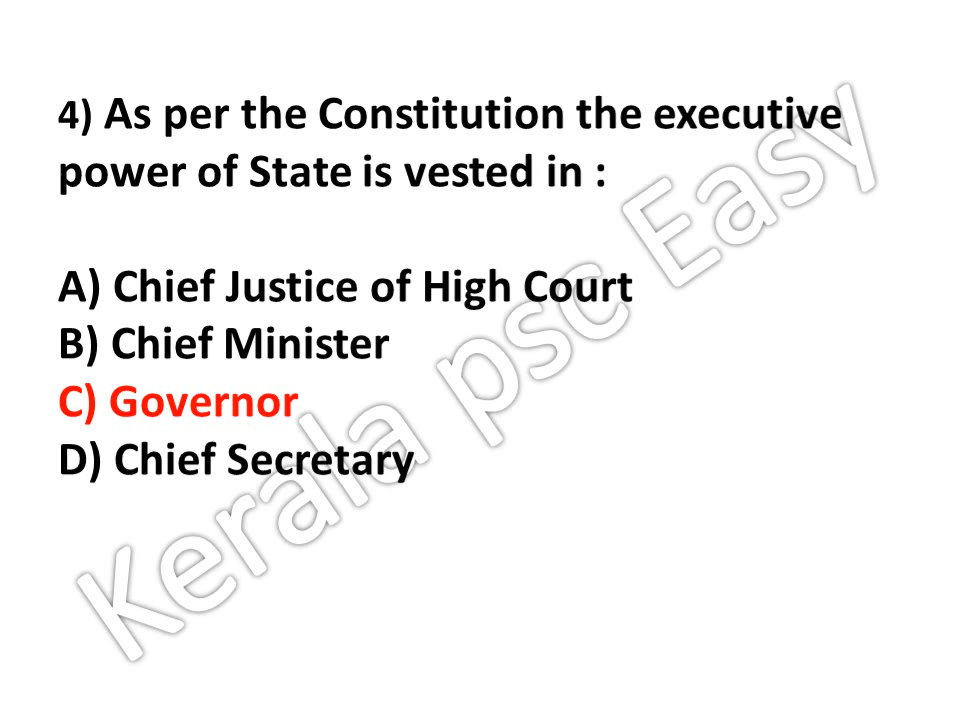 4) As per the Constitution the executive
power of State is vested in :
A) Chief Justice of High Court
B) Chief Minister
C) Governor
D) Chief Secretary
Kerala psc Easy